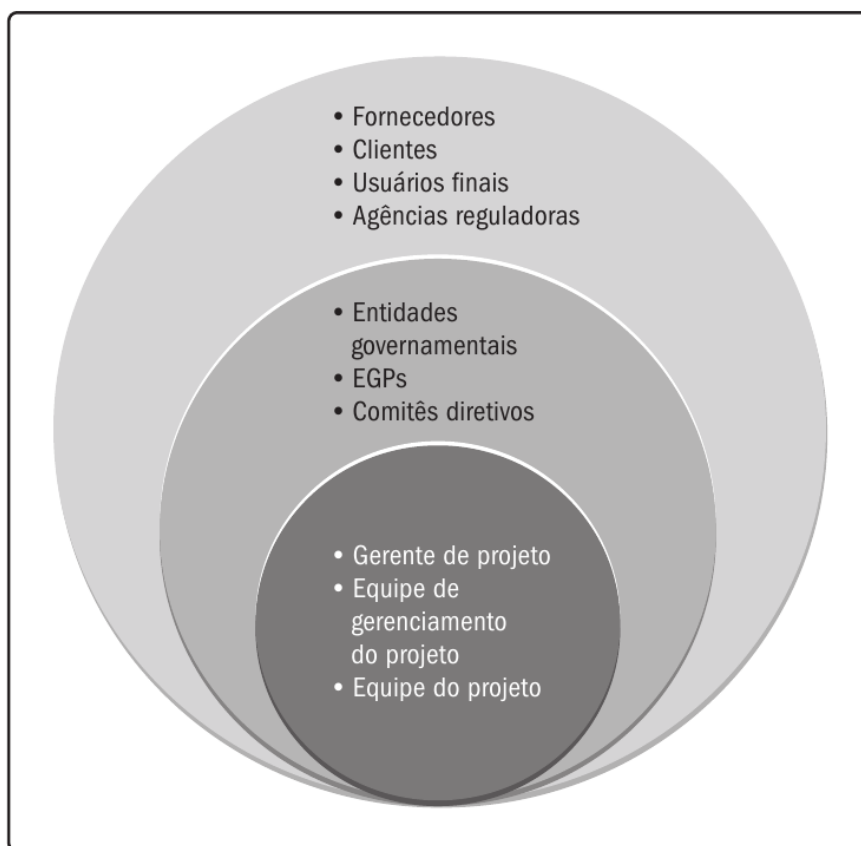 • Fornecedores
• Clientes
• Usuários finais
• Agências reguladoras
• Entidades
governamentais
• EGPs
• Comitês diretivos
• Gerente de projeto
• Equipe de
gerenciamento
do projeto
• Equipe do projeto